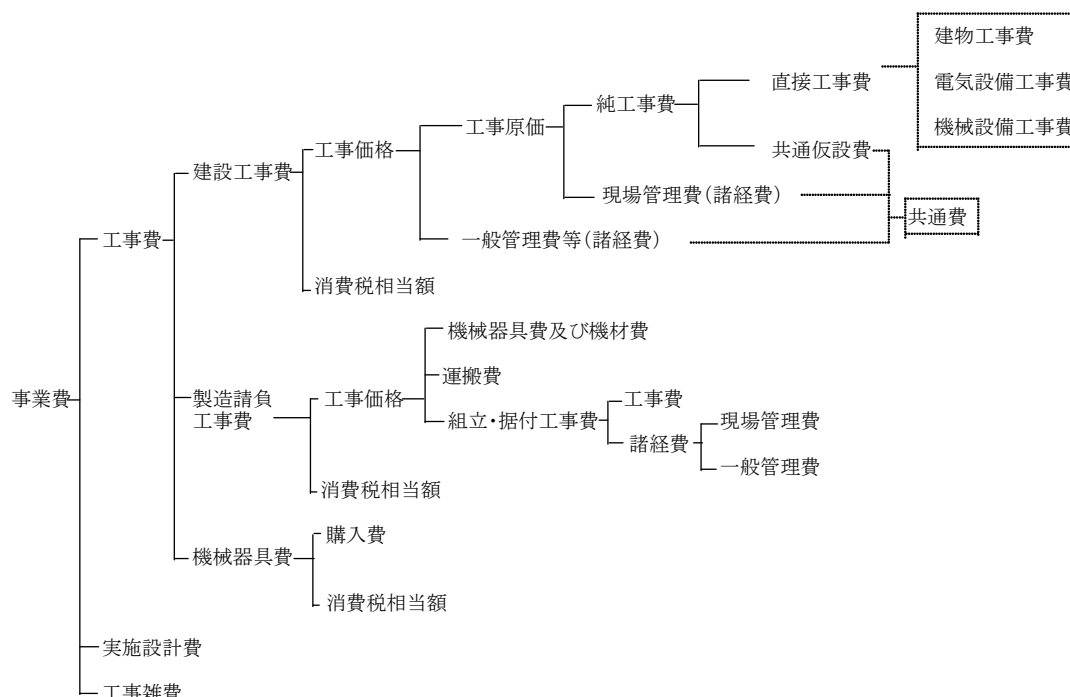 建物工事費
電気設備工事費
機械設備工事費
直接工事費
純工事費
共通仮設費
工事原価
現場管理費(諸経費)
共通費
工事価格
一般管理費等(諸経費)
建設工事費
消費税相当額
工事費
機械器具費及び機材費
運搬費
組立・据付工事費
工事費
諸経費
現場管理費
一般管理費
工事価格
製造請負
工事費
消費税相当額
事業費
購入費
機械器具費
消費税相当額
実施設計費
工事雑費